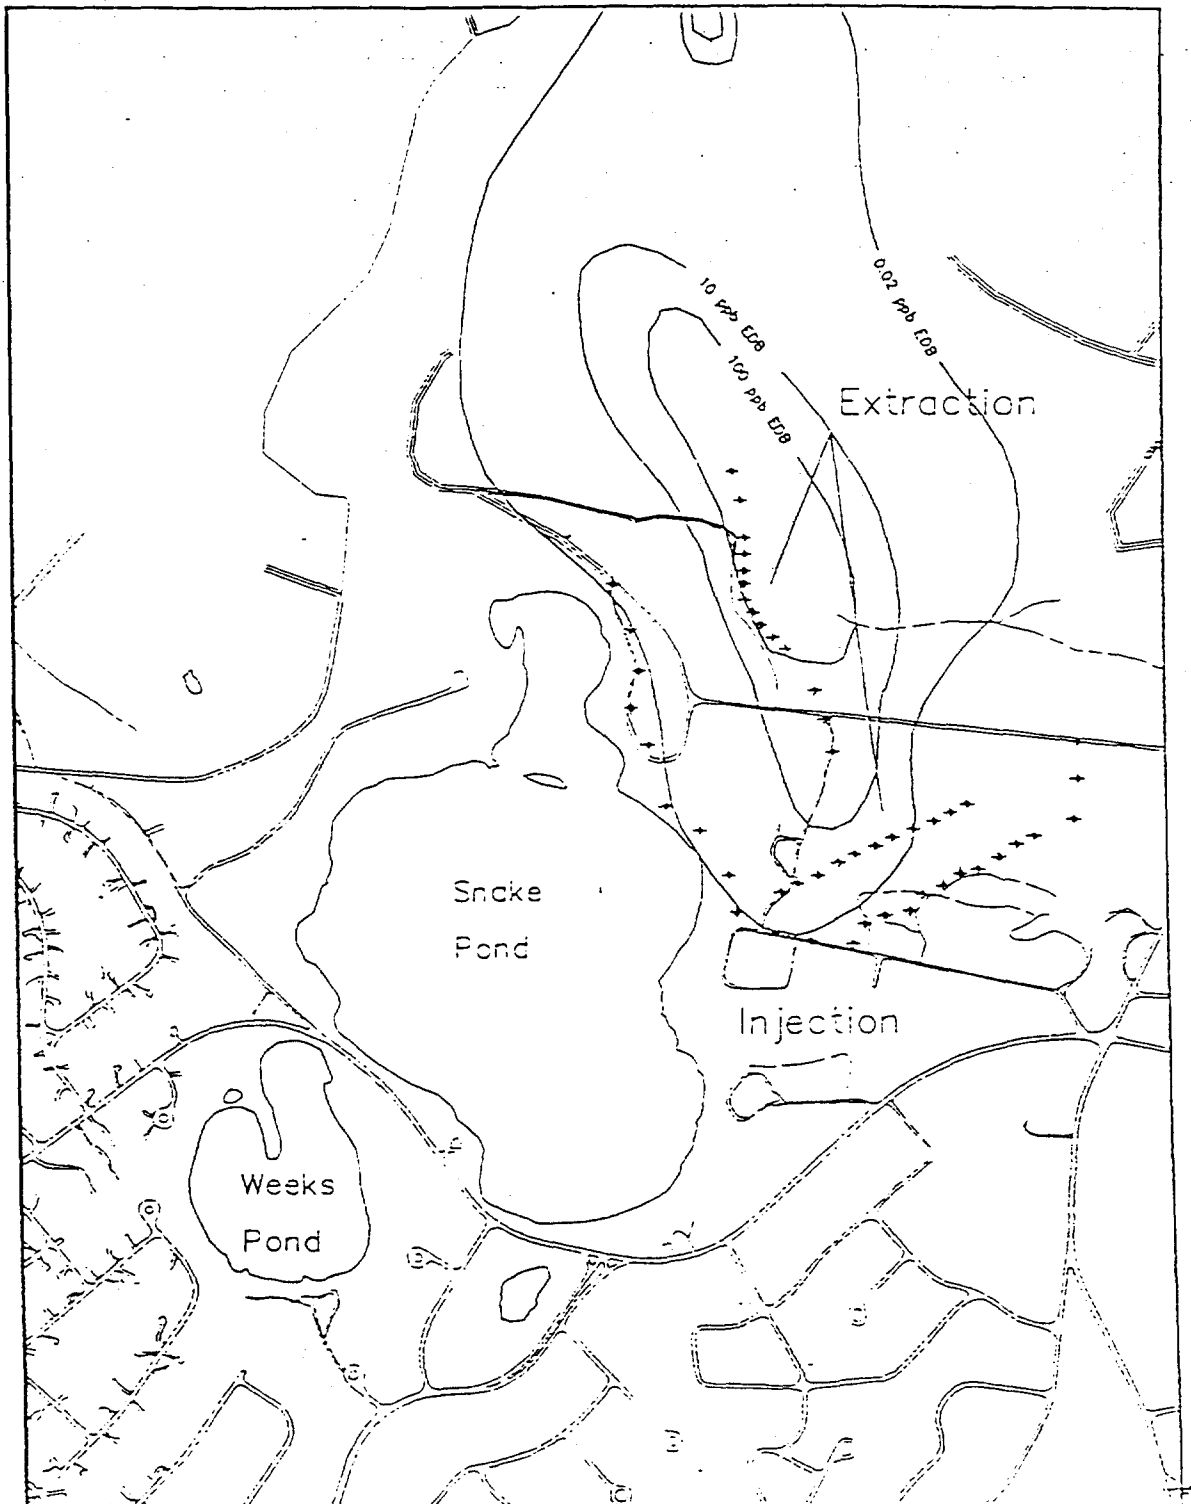 0.02 ppb EDB
10 ppb EDB
100 ppb EDB
Extraction
Snake
Pond
Injection
Weeks
Pond